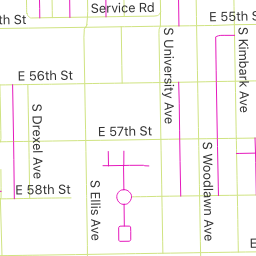 Service Rd
E 55th St
th St
S University Ave
S Kimbark Ave
E 56th St
S Drexel Ave
E 57th St
S Woodlawn Ave
S Ellis Ave
E 58th St
E